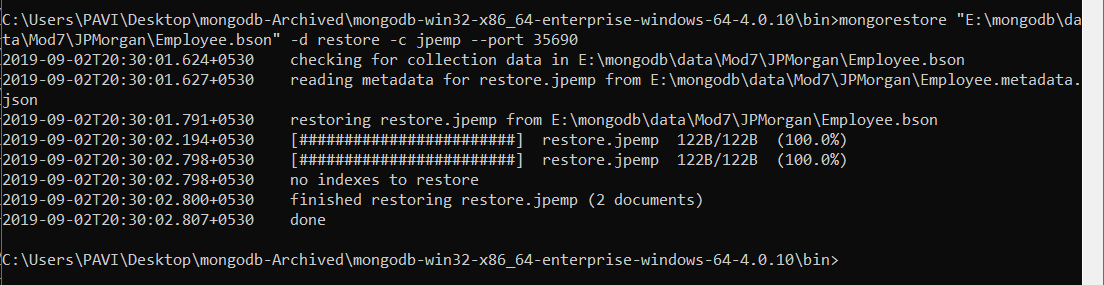 C:\Users\PAVI\Desktop\mongodb-Archived\mongodb-win32-x86_64-enterprise-windows-64-4.0.10\bin>mongorestore "E:\mongodb\da
ta\Mod7\JPMorgan\Employee.bson" -d restore -c jpemp --port 35690
2019-09-02T20:30:01.624+0530    checking for collection data in E:\mongodb\data\Mod7\JPMorgan\Employee.bson
2019-09-02T20:30:01.627+0530    reading metadata for restore.jpemp from E:\mongodb\data\Mod7\JPMorgan\Employee.metadata.
json
2019-09-02T20:30:01.791+0530    restoring restore.jpemp from E:\mongodb\data\Mod7\JPMorgan\Employee.bson
2019-09-02T20:30:02.194+0530    [########################]  restore.jpemp  122B/122B  (100.0%)
2019-09-02T20:30:02.798+0530    [########################]  restore.jpemp  122B/122B  (100.0%)
2019-09-02T20:30:02.798+0530    no indexes to restore
2019-09-02T20:30:02.800+0530    finished restoring restore.jpemp (2 documents)
2019-09-02T20:30:02.807+0530    done
C:\Users\PAVI\Desktop\mongodb-Archived\mongodb-win32-x86_64-enterprise-windows-64-4.0.10\bin>